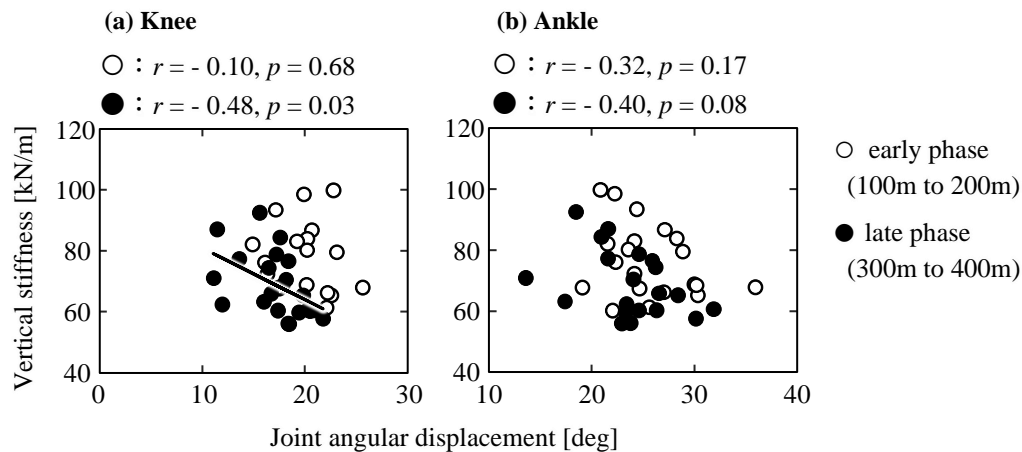 (a) Knee
(b) Ankle
○ : r = - 0.10, p = 0.68
● : r = - 0.48, p = 0.03
○ : r = - 0.32, p = 0.17
● : r = - 0.40, p = 0.08
Vertical stiffness [kN/m]
120
100
80
60
40
0
10
20
30
120
100
80
60
40
10
20
30
40
Joint angular displacement [deg]
○ early phase
(100m to 200m)
● late phase
(300m to 400m)